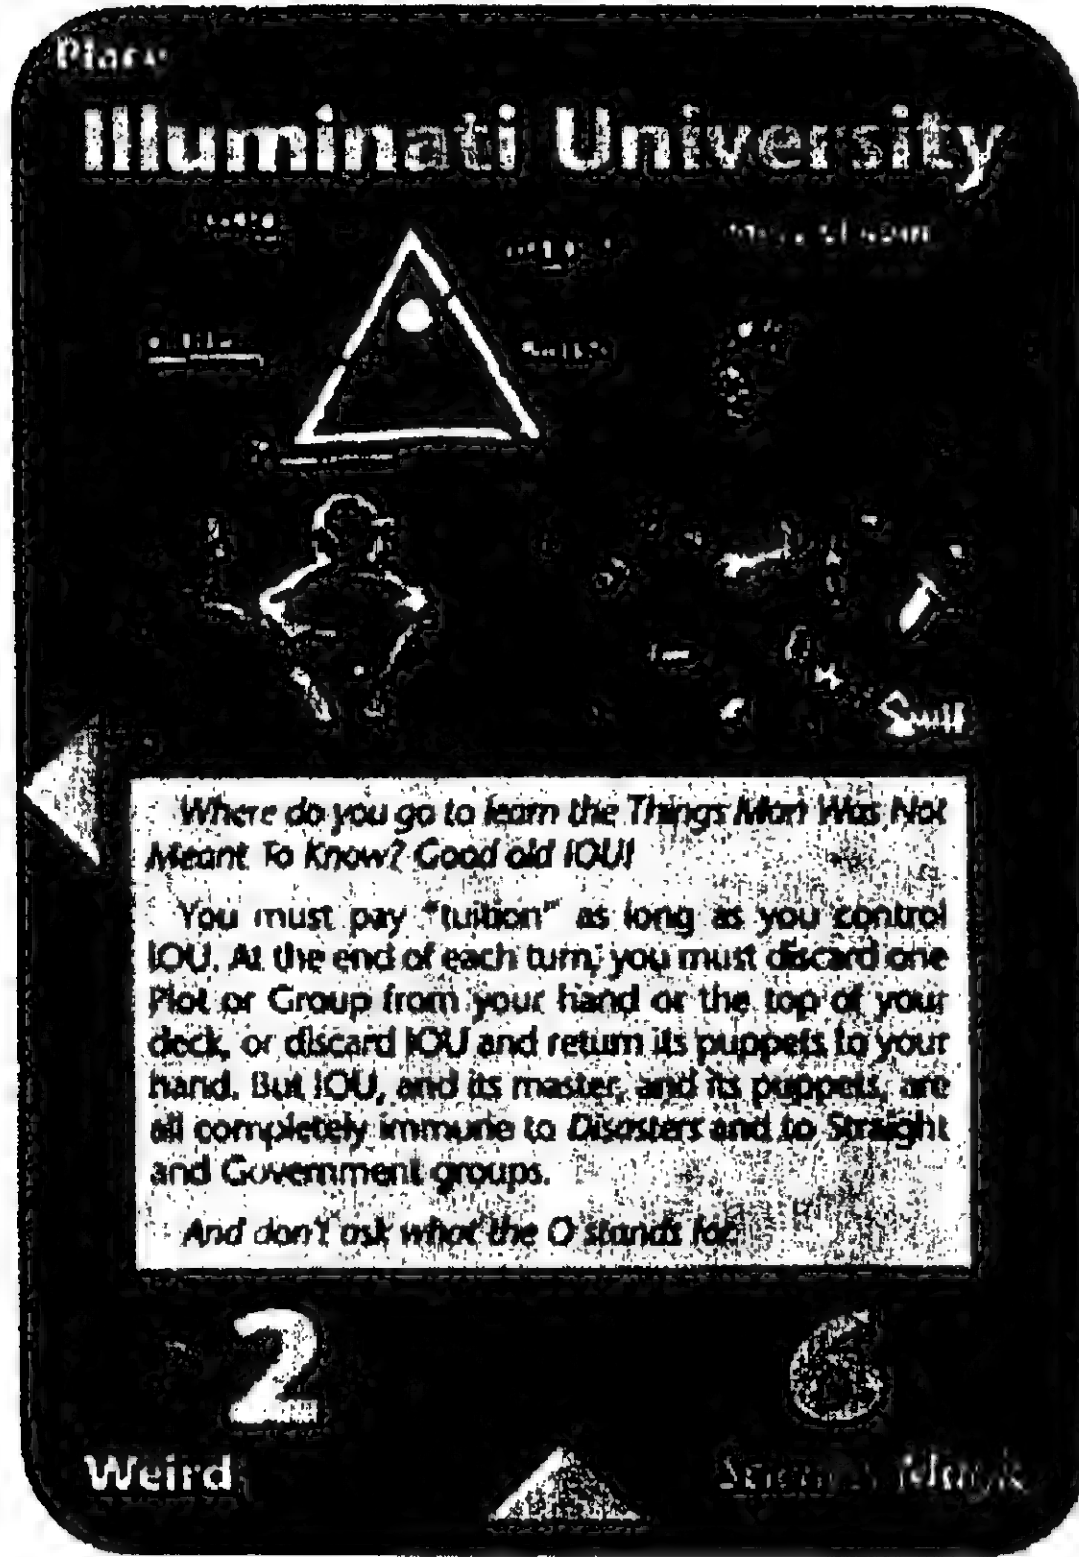 Place
Illuminati University
Where do you go to learn the Things Man Was Not
Meant To Know? Good old IOU!
You must pay "tuition" as long as you control
IOU. At the end of each turn, you must discard one
Plot or Group from your hand or the top of your
deck, or discard IOU and return its puppets to your
hand. But IOU, and its master, and its puppets, are
all completely immune to Disasters and to Straight
and Government groups.
And don't ask what the O stands for.
2
6
Weird